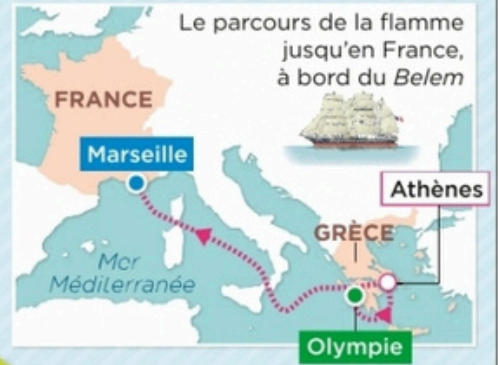 Le parcours de la flamme
jusqu'en France,
à bord du Belem
FRANCE
Marseille
Athènes
GRÈCE
Mer
Méditerranée
Olympie